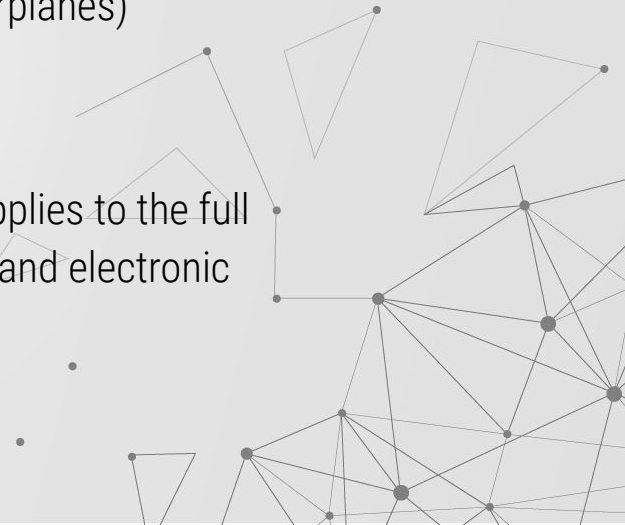 rplanes)
pplies to the full
and electronic